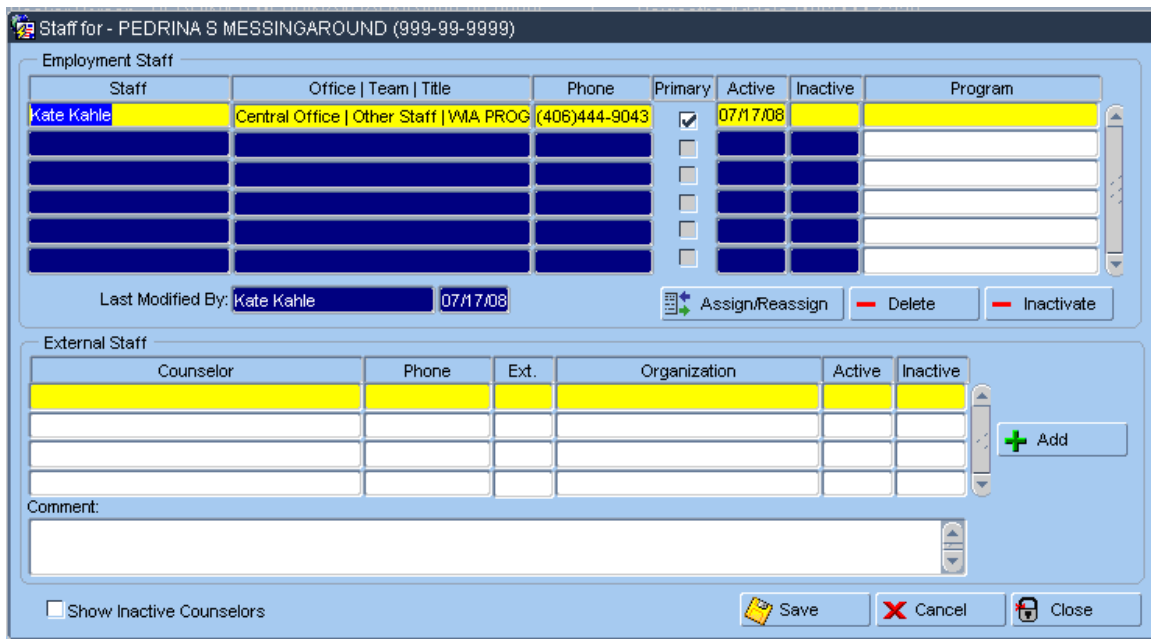 Staff for - PEDRINA S MESSINGAROUND (999-99-9999)
Employment Staff
Staff Office | Team | Title Phone Primary Active Inactive Program
Kate Kahle Central Office | Other Staff | WIA PROG (406)444-9043 07/17/08
Last Modified By: Kate Kahle 07/17/08 Assign/Reassign Delete Inactivate
External Staff
Counselor Phone Ext. Organization Active Inactive
Add
Comment:
Show Inactive Counselors Save Cancel Close